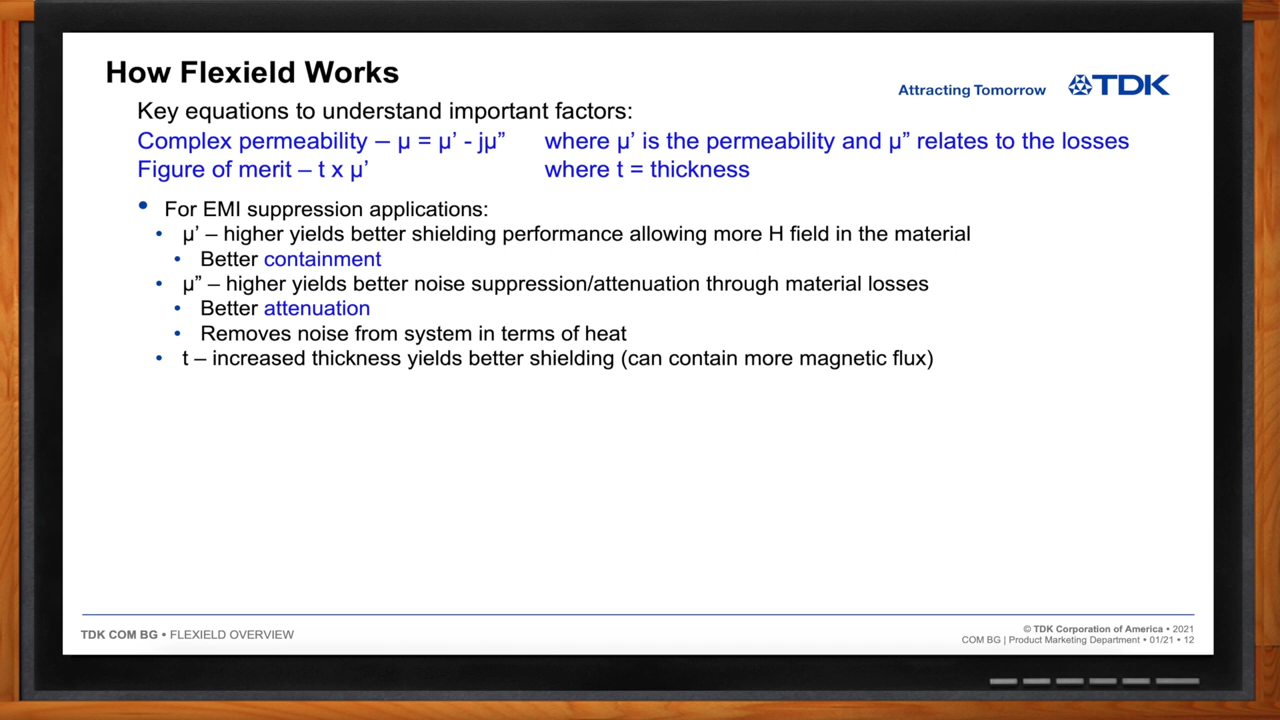 How Flexield Works
Attracting Tomorrow TDK
Key equations to understand important factors:
Complex permeability – µ = µ’ - jµ” where µ’ is the permeability and µ” relates to the losses
Figure of merit – t x µ’ where t = thickness
• For EMI suppression applications:
• µ’ – higher yields better shielding performance allowing more H field in the material
• Better containment
• µ” – higher yields better noise suppression/attenuation through material losses
• Better attenuation
• Removes noise from system in terms of heat
• t – increased thickness yields better shielding (can contain more magnetic flux)
TDK COM BG • FLEXIELD OVERVIEW
© TDK Corporation of America • 2021
COM BG | Product Marketing Department • 01/21 • 12